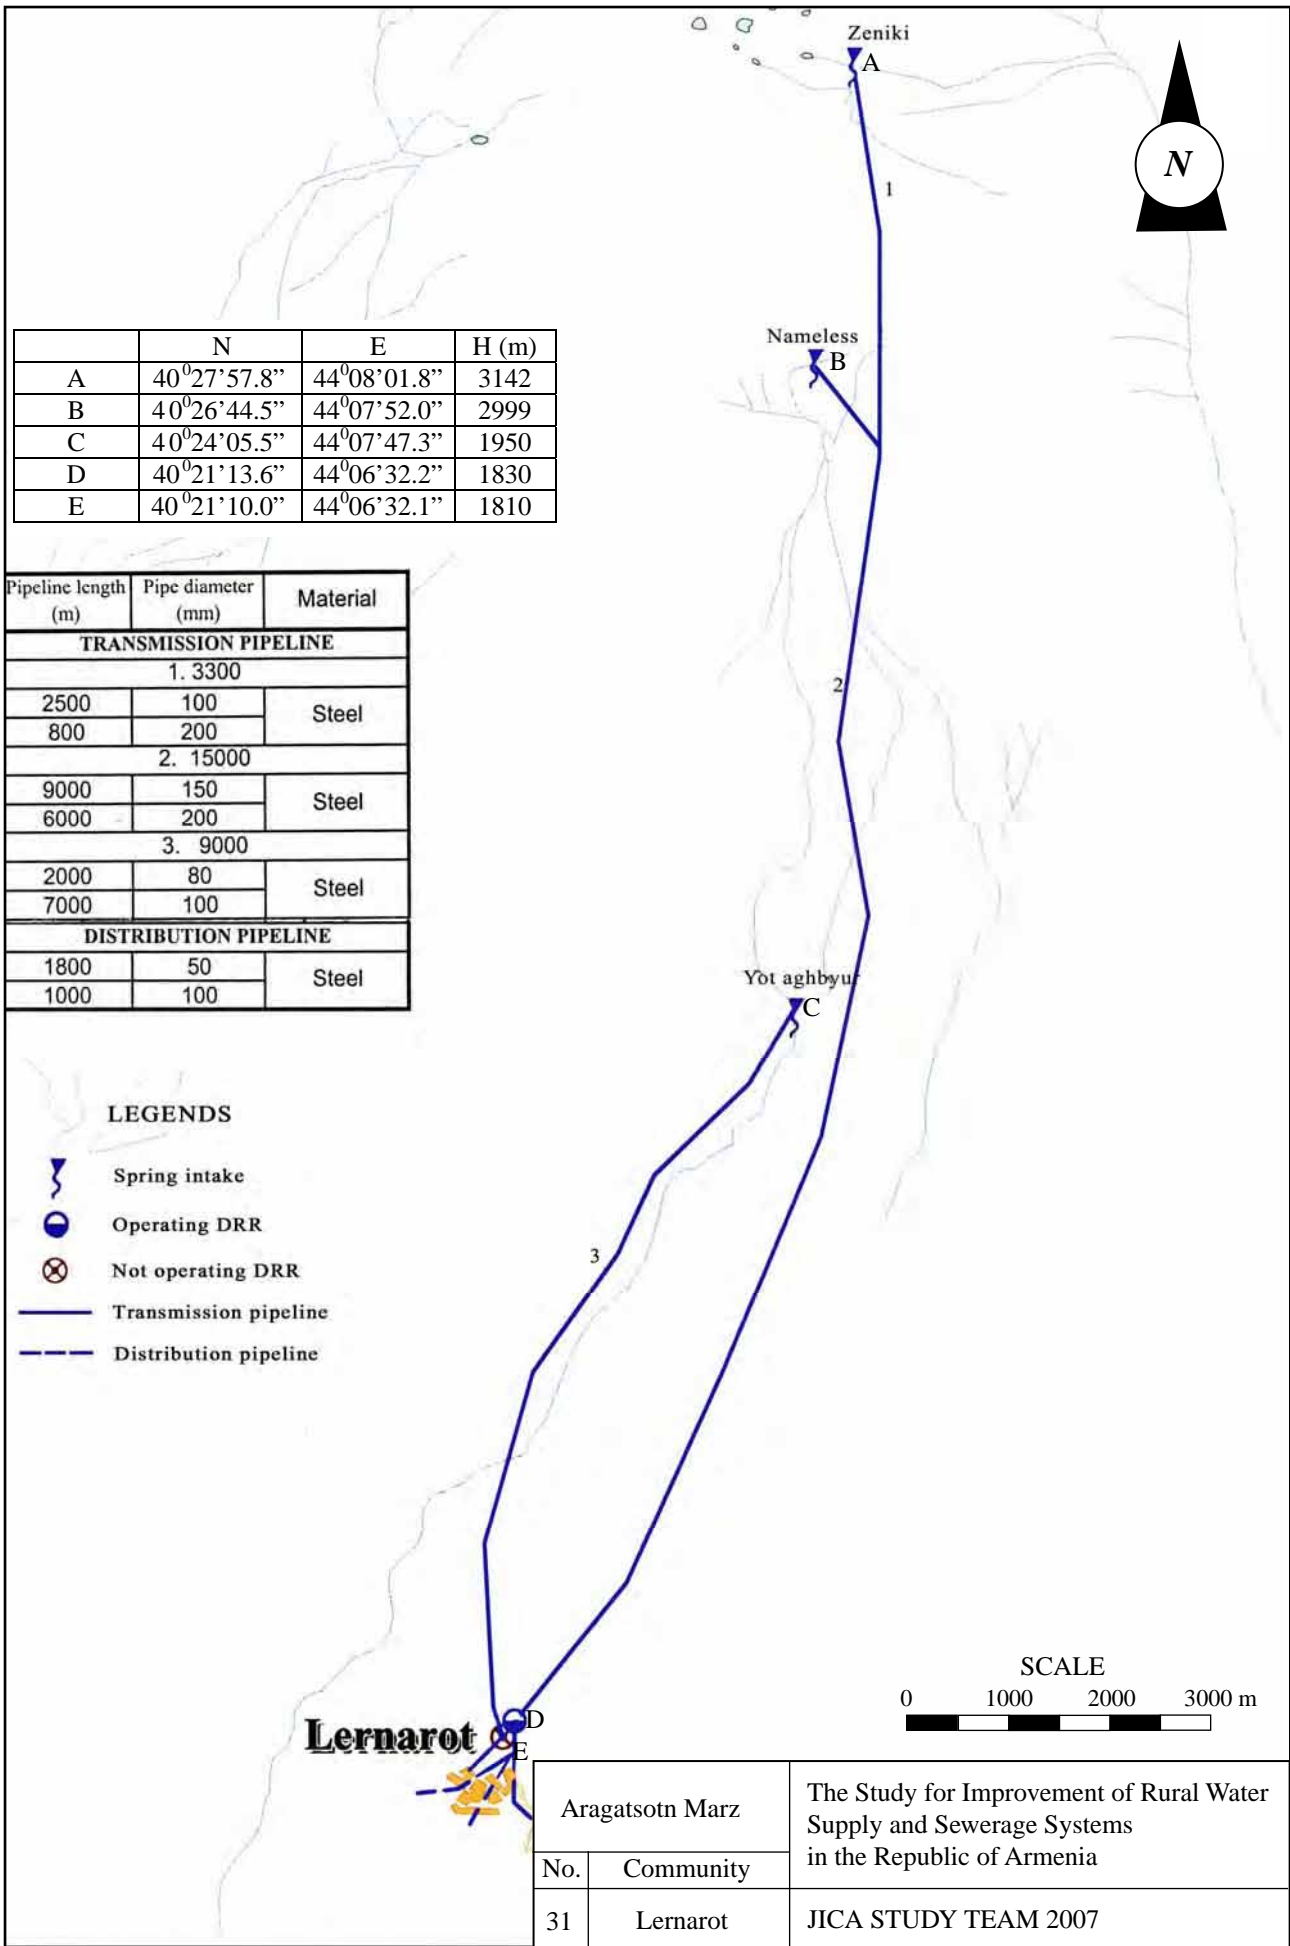 Zeniki
A
1
N
Nameless
B
N E H (m)
A 40⁰27’57.8” 44⁰08’01.8” 3142
B 40⁰26’44.5” 44⁰07’52.0” 2999
C 40⁰24’05.5” 44⁰07’47.3” 1950
D 40⁰21’13.6” 44⁰06’32.2” 1830
E 40⁰21’10.0” 44⁰06’32.1” 1810
Pipeline length (m) Pipe diameter (mm) Material
TRANSMISSION PIPELINE
1. 3300
2500 100 Steel
800 200
2. 15000
9000 150 Steel
6000 200
3. 9000
2000 80 Steel
7000 100
DISTRIBUTION PIPELINE
1800 50 Steel
1000 100
2
Yot aghbyur
C
LEGENDS
Spring intake
Operating DRR
Not operating DRR
Transmission pipeline
Distribution pipeline
3
SCALE
0 1000 2000 3000 m
Lernarot
D
E
Aragatsotn Marz
The Study for Improvement of Rural Water
Supply and Sewerage Systems
in the Republic of Armenia
No. Community
31 Lernarot
JICA STUDY TEAM 2007